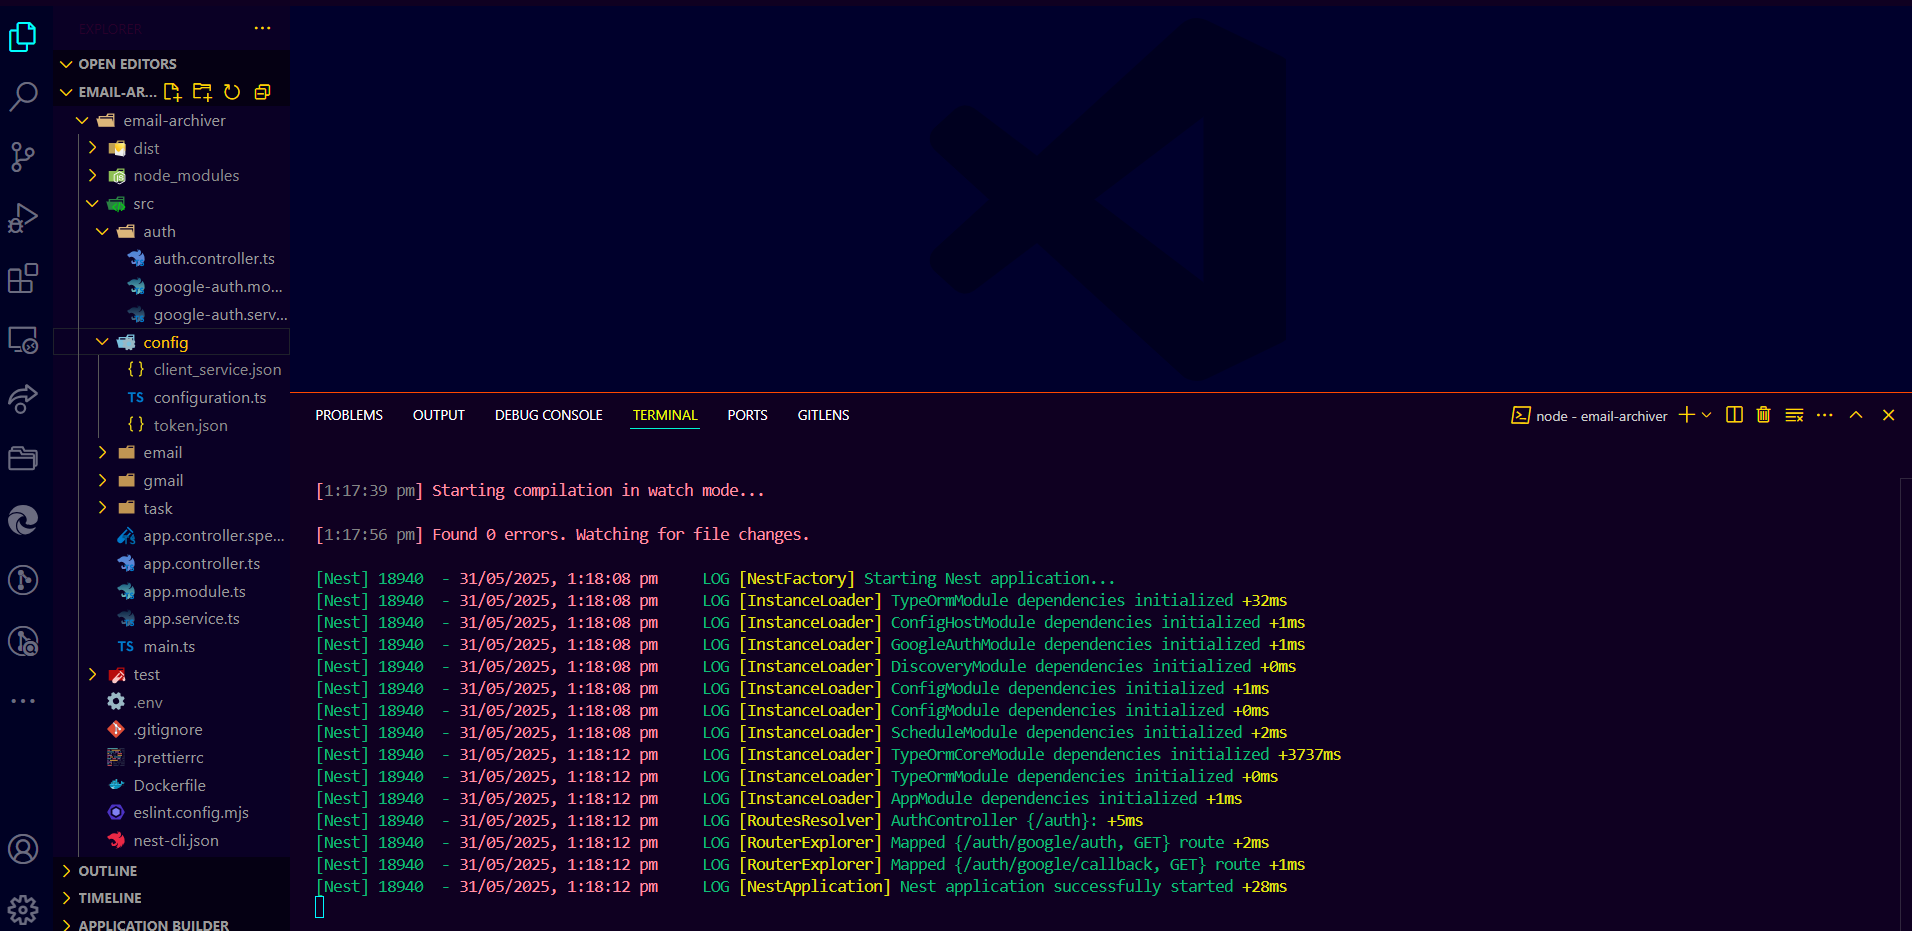 EXPLORER
OPEN EDITORS
EMAIL-AR...
email-archiver
dist
node_modules
src
auth
auth.controller.ts
google-auth.mo...
google-auth.serv...
config
client_service.json
TS configuration.ts
token.json
email
gmail
task
app.controller.spe...
app.controller.ts
app.module.ts
app.service.ts
TS main.ts
test
.env
.gitignore
.prettierrc
Dockerfile
eslint.config.mjs
nest-cli.json
OUTLINE
TIMELINE
APPLICATION BUILDER
PROBLEMS OUTPUT DEBUG CONSOLE TERMINAL PORTS GITLENS
node - email-archiver
[1:17:39 pm] Starting compilation in watch mode...
[1:17:56 pm] Found 0 errors. Watching for file changes.
[Nest] 18940 - 31/05/2025, 1:18:08 pm LOG [NestFactory] Starting Nest application...
[Nest] 18940 - 31/05/2025, 1:18:08 pm LOG [InstanceLoader] TypeOrmModule dependencies initialized +32ms
[Nest] 18940 - 31/05/2025, 1:18:08 pm LOG [InstanceLoader] ConfigHostModule dependencies initialized +1ms
[Nest] 18940 - 31/05/2025, 1:18:08 pm LOG [InstanceLoader] GoogleAuthModule dependencies initialized +1ms
[Nest] 18940 - 31/05/2025, 1:18:08 pm LOG [InstanceLoader] DiscoveryModule dependencies initialized +0ms
[Nest] 18940 - 31/05/2025, 1:18:08 pm LOG [InstanceLoader] ConfigModule dependencies initialized +1ms
[Nest] 18940 - 31/05/2025, 1:18:08 pm LOG [InstanceLoader] ConfigModule dependencies initialized +0ms
[Nest] 18940 - 31/05/2025, 1:18:08 pm LOG [InstanceLoader] ScheduleModule dependencies initialized +2ms
[Nest] 18940 - 31/05/2025, 1:18:12 pm LOG [InstanceLoader] TypeOrmCoreModule dependencies initialized +3737ms
[Nest] 18940 - 31/05/2025, 1:18:12 pm LOG [InstanceLoader] TypeOrmModule dependencies initialized +0ms
[Nest] 18940 - 31/05/2025, 1:18:12 pm LOG [InstanceLoader] AppModule dependencies initialized +1ms
[Nest] 18940 - 31/05/2025, 1:18:12 pm LOG [RoutesResolver] AuthController {/auth}: +5ms
[Nest] 18940 - 31/05/2025, 1:18:12 pm LOG [RouterExplorer] Mapped {/auth/google/auth, GET} route +2ms
[Nest] 18940 - 31/05/2025, 1:18:12 pm LOG [RouterExplorer] Mapped {/auth/google/callback, GET} route +1ms
[Nest] 18940 - 31/05/2025, 1:18:12 pm LOG [NestApplication] Nest application successfully started +28ms